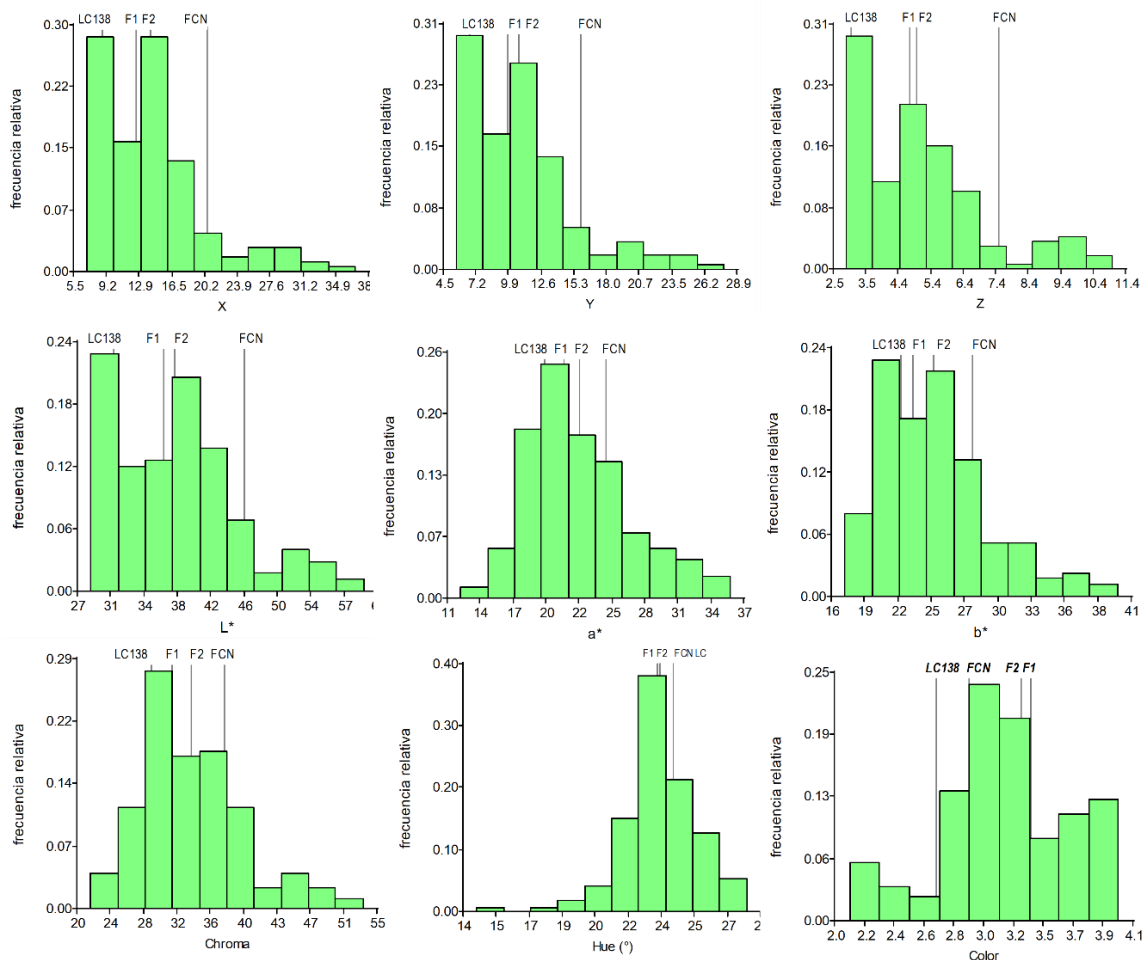 LC138 F1 F2 FCN
0.30
0.22
0.15
0.07
0.00
frecuencia relativa
5.5 9.2 12.9 16.5 20.2 23.9 27.6 31.2 34.9 38
X
LC138 F1 F2 FCN
0.31
0.23
0.15
0.08
0.00
frecuencia relativa
4.5 7.2 9.9 12.6 15.3 18.0 20.7 23.5 26.2 28.9
Y
LC138 F1 F2 FCN
0.31
0.23
0.16
0.08
0.00
frecuencia relativa
2.5 3.5 4.4 5.4 6.4 7.4 8.4 9.4 10.4 11.4
Z
LC138 F1 F2 FCN
0.24
0.18
0.12
0.06
0.00
frecuencia relativa
27 31 34 38 42 46 50 54 57
L*
LC138 F1 F2 FCN
0.26
0.20
0.13
0.07
0.00
frecuencia relativa
11 14 17 20 22 25 28 31 34 37
a*
LC138 F1 F2 FCN
0.24
0.18
0.12
0.06
0.00
frecuencia relativa
16 19 22 25 27 30 33 36 38 41
b*
LC138 F1 F2 FCN
0.29
0.22
0.14
0.07
0.00
frecuencia relativa
20 24 28 32 36 40 43 47 51 55
Chroma
F1 F2 FCN LC
0.40
0.30
0.20
0.10
0.00
frecuencia relativa
14 15 17 19 20 22 24 25 27 2
Hue (°)
LC138 FCN F2 F1
0.25
0.19
0.13
0.06
0.00
frecuencia relativa
2.0 2.2 2.6 2.8 3.0 3.2 3.5 3.7 3.9 4.1
Color